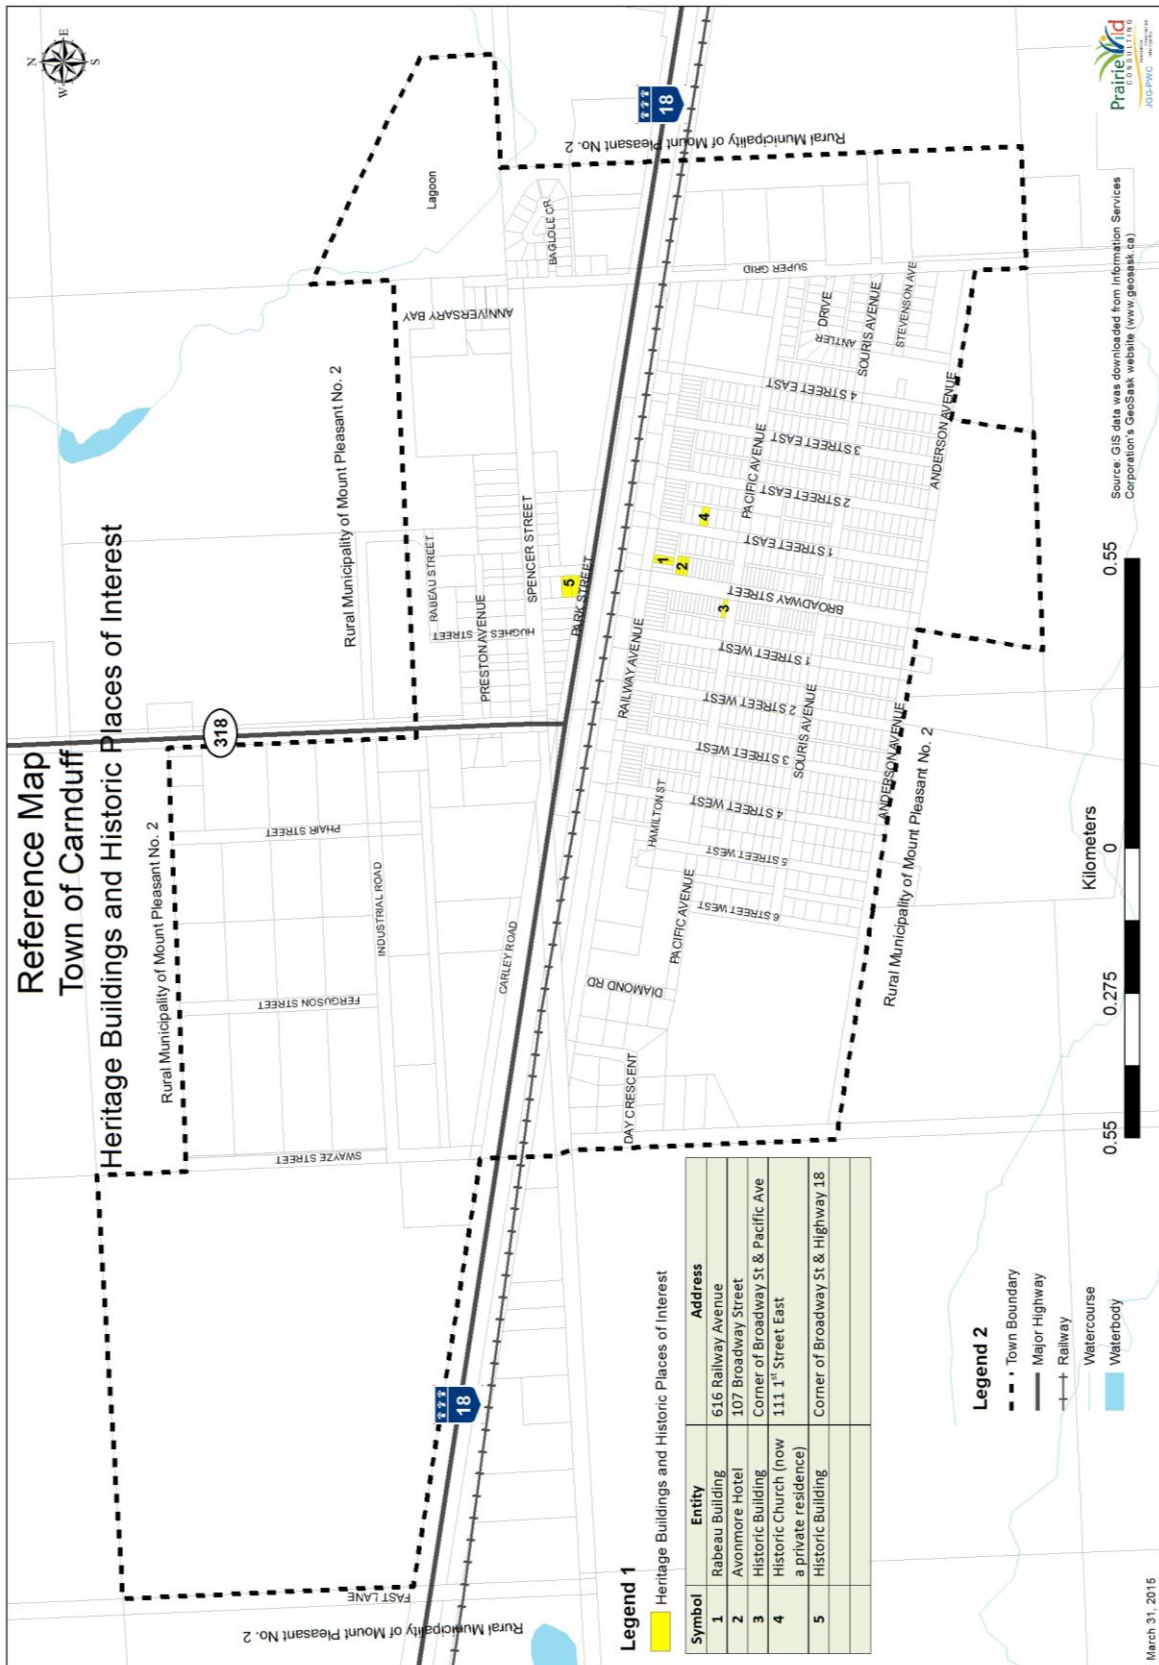 Reference Map
Town of Carnduff
Heritage Buildings and Historic Places of Interest
N
E
S
W
Rural Municipality of Mount Pleasant No. 2
Rural Municipality of Mount Pleasant No. 2
318
Lagoon
SWAYZE STREET
FERGUSON STREET
PHAIR STREET
INDUSTRIAL ROAD
CARLEY ROAD
RABEAU STREET
PRESTON AVENUE
HUGHES STREET
SPENCER STREET
ANNIVERSARY BAY
BAGLOLE CR
5
PARK STREET
18
18
FAST LANE
Rural Municipality of Mount Pleasant No. 2
Rural Municipality of Mount Pleasant No. 2
DAY CRESCENT
DIAMOND RD
HAMILTON ST
RAILWAY AVENUE
PACIFIC AVENUE
PACIFIC AVENUE
6 STREET WEST
5 STREET WEST
4 STREET WEST
3 STREET WEST
2 STREET WEST
1 STREET WEST
BROADWAY STREET
1 STREET EAST
2 STREET EAST
3 STREET EAST
4 STREET EAST
1
2
3
4
SUPER GRID
ANTLER
DRIVE
SOURIS AVENUE
SOURIS AVENUE
STEVENSON AVE
ANDERSON AVENUE
ANDERSON AVENUE
Rural Municipality of Mount Pleasant No. 2
Legend 1
Heritage Buildings and Historic Places of Interest
Symbol Entity Address
1 Rabeau Building 616 Railway Avenue
2 Avonmore Hotel 107 Broadway Street
3 Historic Building Corner of Broadway St & Pacific Ave
4 Historic Church (now a private residence) 111 1st Street East
5 Historic Building Corner of Broadway St & Highway 18
Legend 2
Town Boundary
Major Highway
Railway
Watercourse
Waterbody
Kilometers
0.55 0.275 0 0.55
Source: GIS data was downloaded from Information Services
Corporation's GeoSask website (www.geosask.ca)
Prairie Wild
CONSULTING
JGG-PWC
March 31, 2015